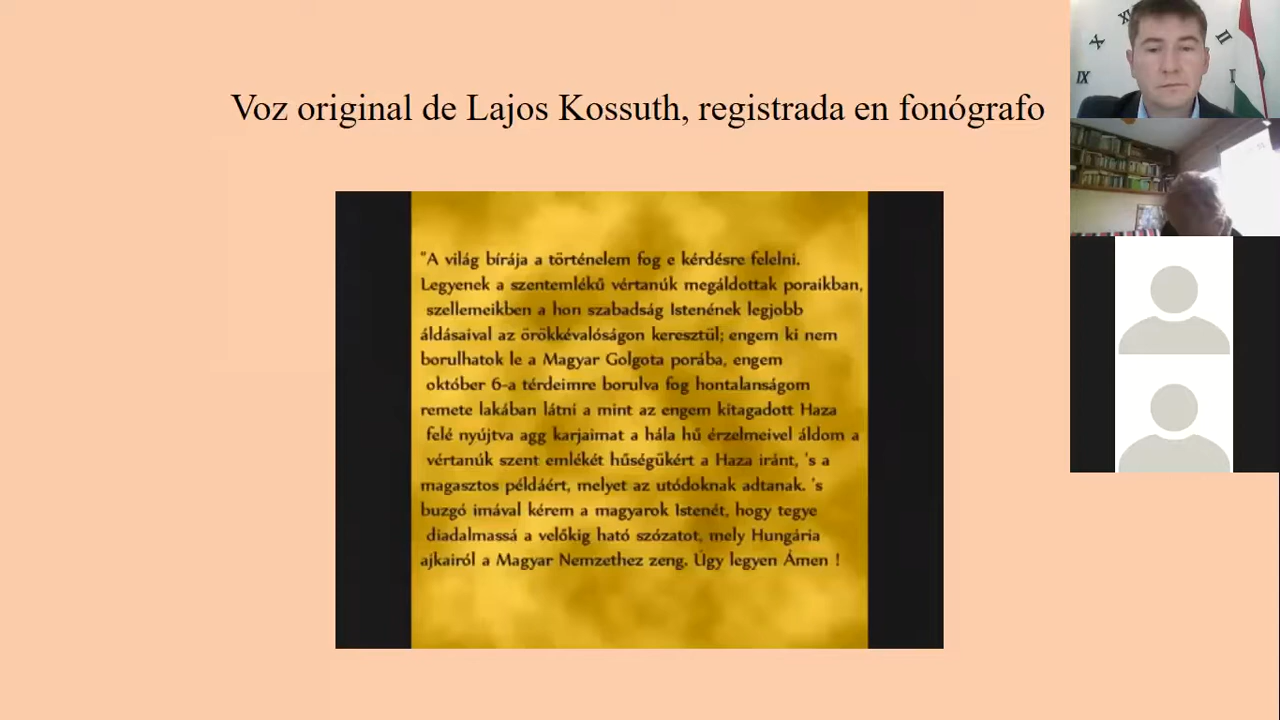 Voz original de Lajos Kossuth, registrada en fonógrafo
"A világ bírája a történelem fog e kérdésre felelni.
Legyenek a szentemlékű vértanúk megáldottak poraikban,
szellemeikben a hon szabadság Istenének legjobb
áldásaival az örökkévalóságon keresztül; engem ki nem
borulhatok le a Magyar Golgota porába, engem
október 6-a térdeimre borulva fog hontalanságom
remete lakában látni a mint az engem kitagadott Haza
felé nyújtva agg karjaimat a hála hű érzelmeivel áldom a
vértanúk szent emlékét hűségükért a Haza iránt, 's a
magasztos példáért, melyet az utódoknak adtanak. 's
buzgó imával kérem a magyarok Istenét, hogy tegye
diadalmassá a velőkig ható szózatot, mely Hungária
ajkairól a Magyar Nemzethez zeng. Úgy legyen Ámen !
XI
X
IX
II